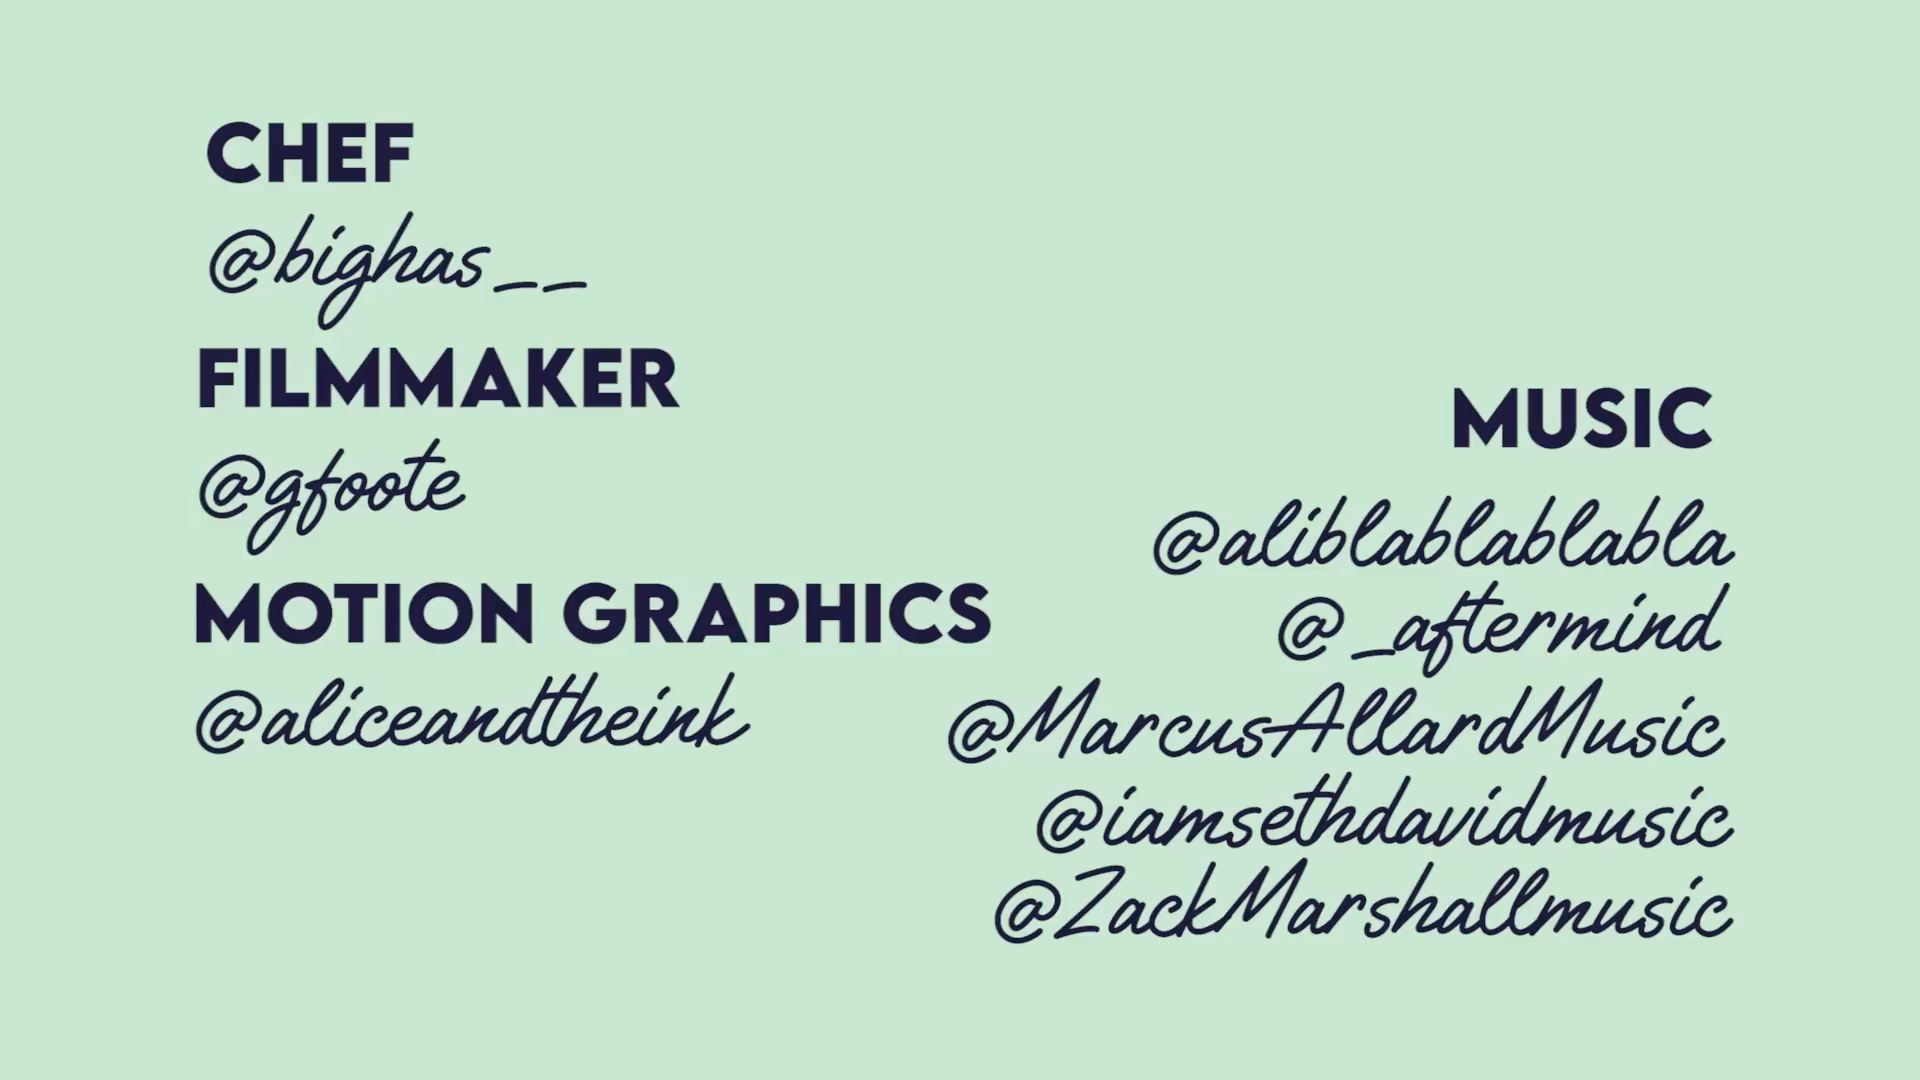 CHEF
@bighas__
FILMMAKER
@gfoote
MOTION GRAPHICS
@aliceandtheink
MUSIC
@aliblablablabla
@_aftermind
@MarcusAllardMusic
@iamsethdavidmusic
@ZackMarshallmusic